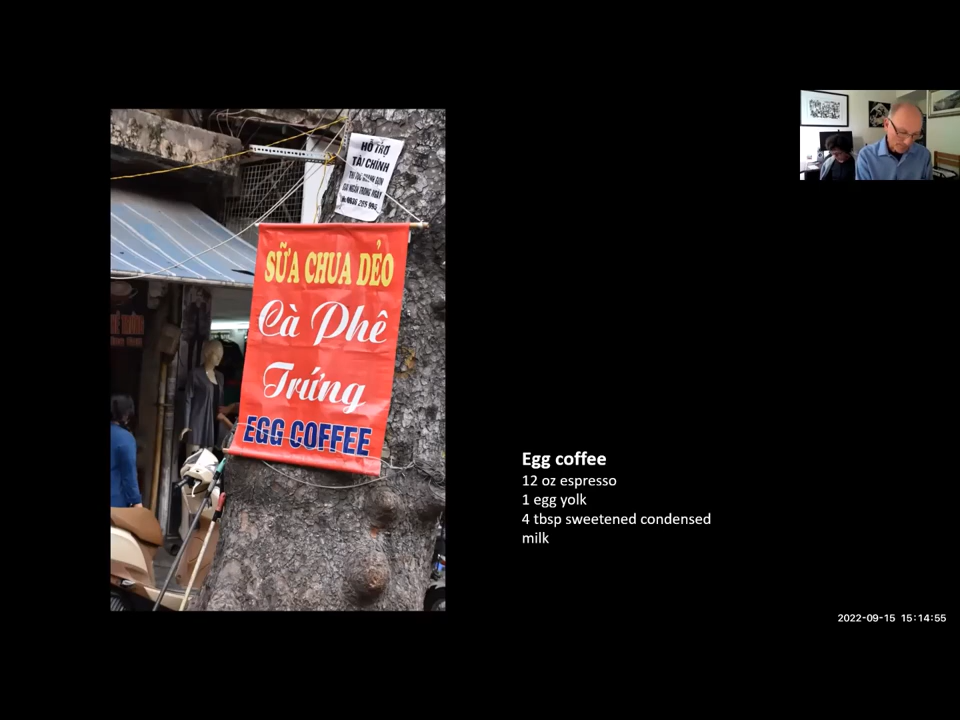 HỖ TRỢ
TÀI CHÍNH
SỮA CHUA DẺO
Cà Phê
Trứng
EGG COFFEE
Egg coffee
12 oz espresso
1 egg yolk
4 tbsp sweetened condensed
milk
2022-09-15 15:14:55